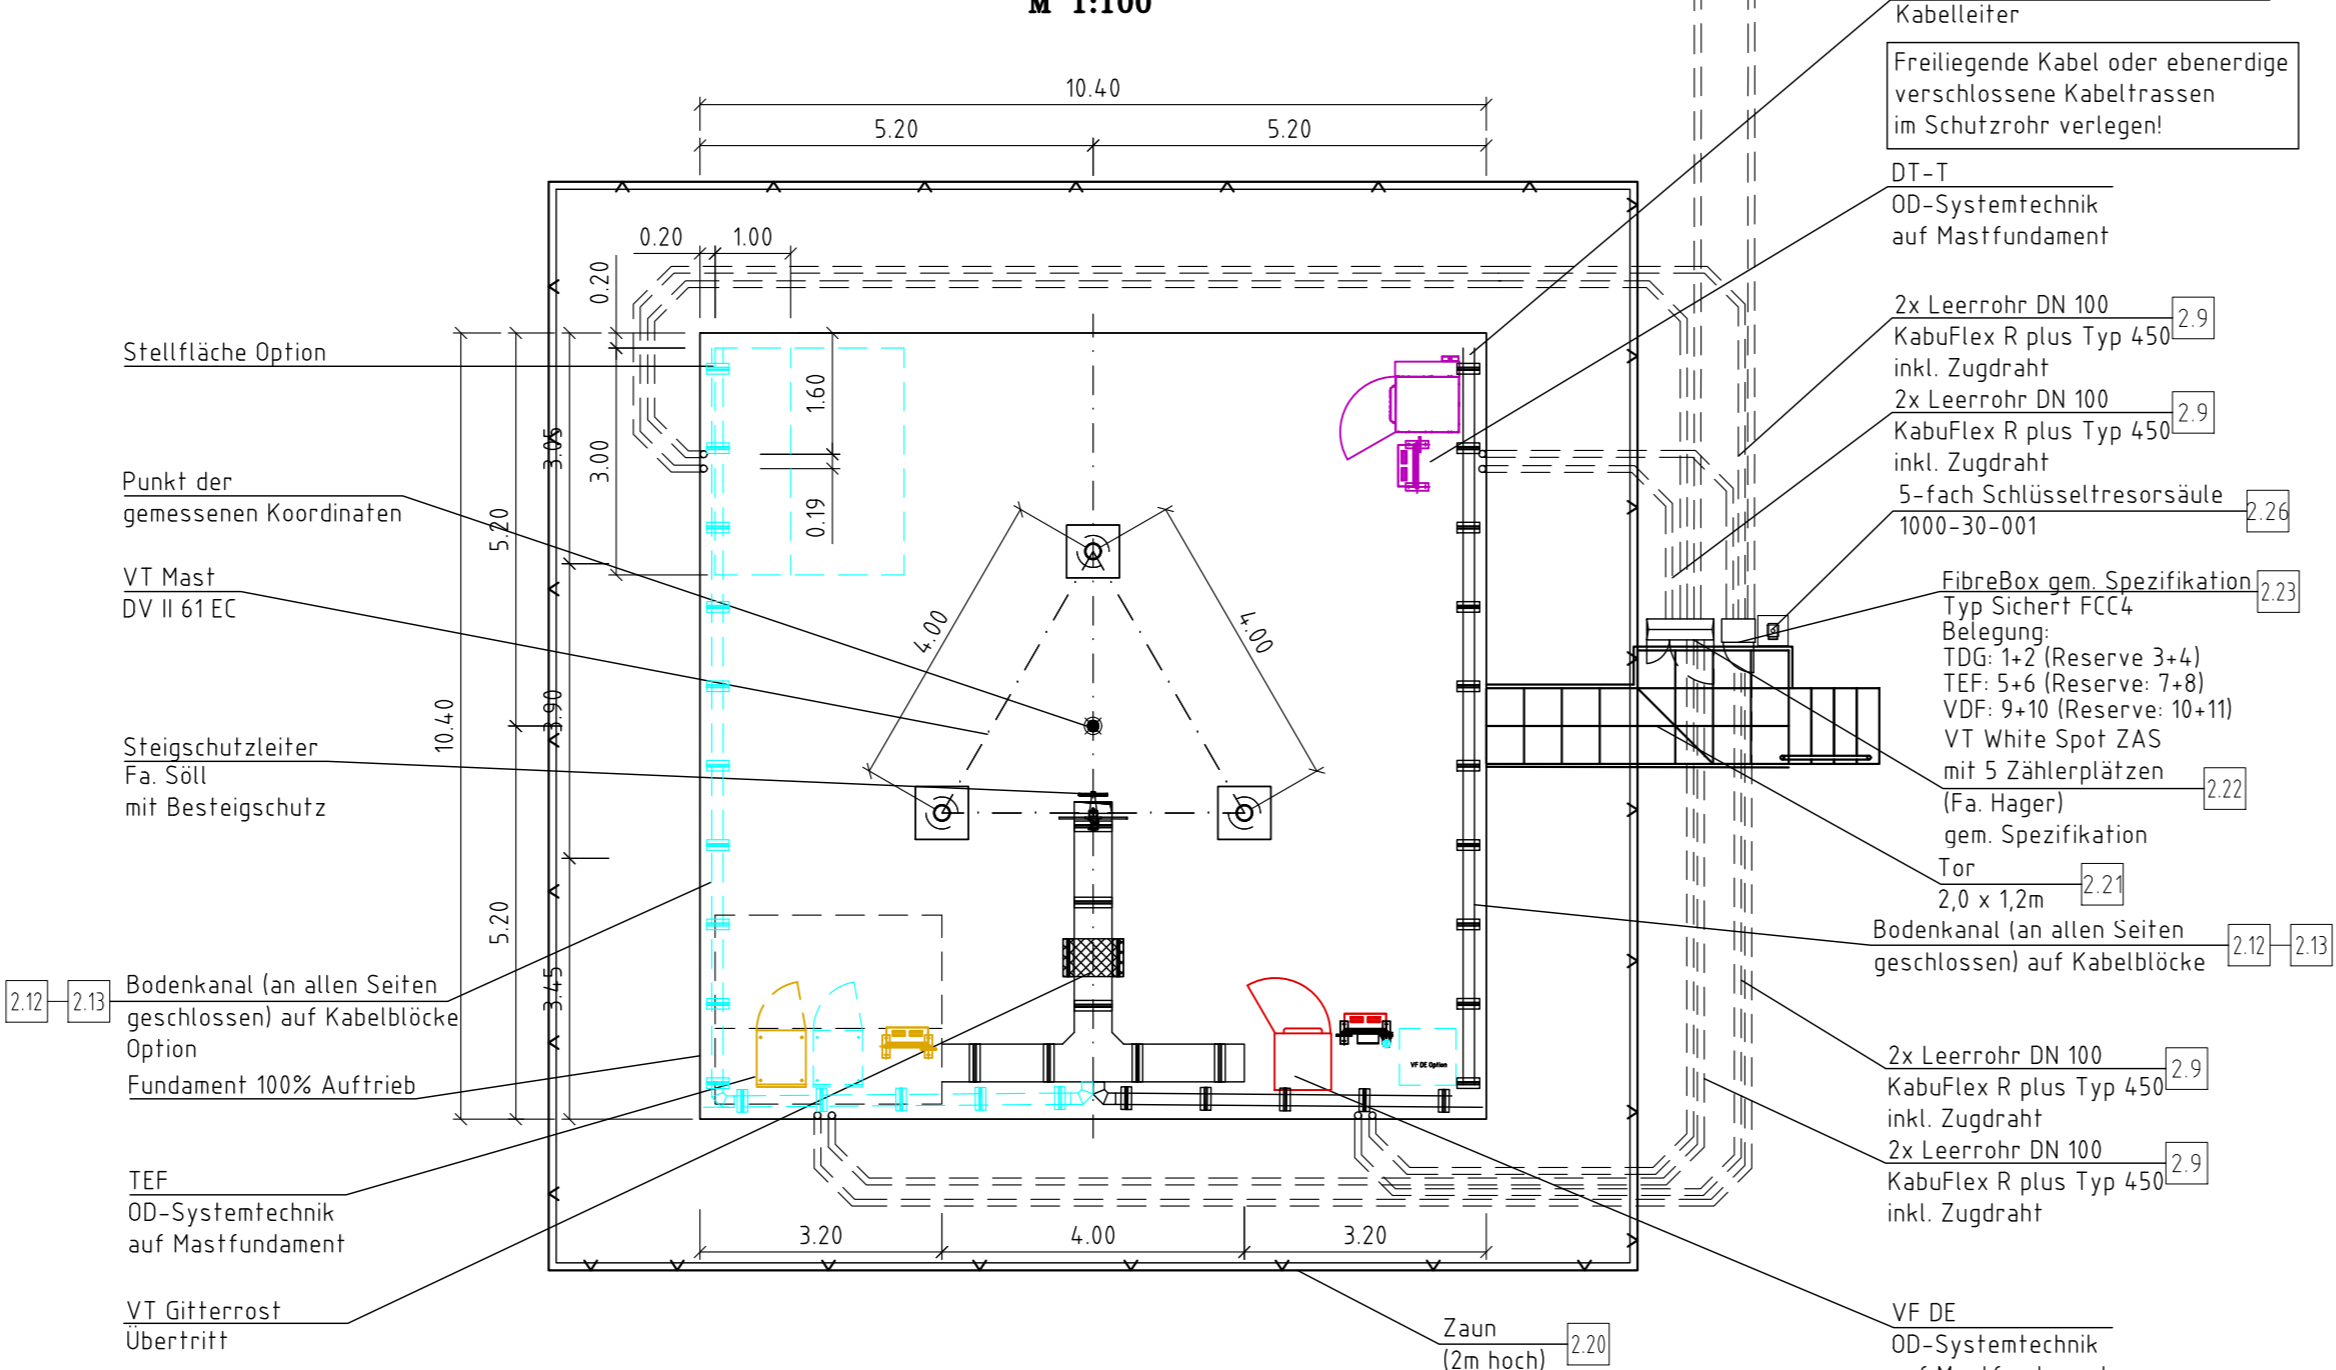 M 1:100
Kabelleiter
Freiliegende Kabel oder ebenerdige
verschlossene Kabeltrassen
im Schutzrohr verlegen!
DT-T
OD-Systemtechnik
auf Mastfundament
2x Leerrohr DN 100
KabuFlex R plus Typ 450
inkl. Zugdraht
2.9
2x Leerrohr DN 100
KabuFlex R plus Typ 450
inkl. Zugdraht
2.9
5-fach Schlüsseltresorsäule
1000-30-001
2.26
FibreBox gem. Spezifikation
Typ Sichert FCC4
Belegung:
TDG: 1+2 (Reserve 3+4)
TEF: 5+6 (Reserve: 7+8)
VDF: 9+10 (Reserve: 10+11)
2.23
VT White Spot ZAS
mit 5 Zählerplätzen
(Fa. Hager)
gem. Spezifikation
2.22
Tor
2,0 x 1,2m
2.21
Bodenkanal (an allen Seiten
geschlossen) auf Kabelblöcke
2.12
2.13
2x Leerrohr DN 100
KabuFlex R plus Typ 450
inkl. Zugdraht
2.9
2x Leerrohr DN 100
KabuFlex R plus Typ 450
inkl. Zugdraht
2.9
VF DE
OD-Systemtechnik
auf Mastfundament
Zaun
(2m hoch)
2.20
10.40
5.20
5.20
0.20
1.00
0.20
3.00
1.60
0.19
3.05
5.20
3.90
10.40
5.20
3.45
4.00
4.00
VF DE Option
3.20
4.00
3.20
Stellfläche Option
Punkt der
gemessenen Koordinaten
VT Mast
DV II 61 EC
Steigschutzleiter
Fa. Söll
mit Besteigschutz
2.12
2.13
Bodenkanal (an allen Seiten
geschlossen) auf Kabelblöcke
Option
Fundament 100% Auftrieb
TEF
OD-Systemtechnik
auf Mastfundament
VT Gitterrost
Übertritt